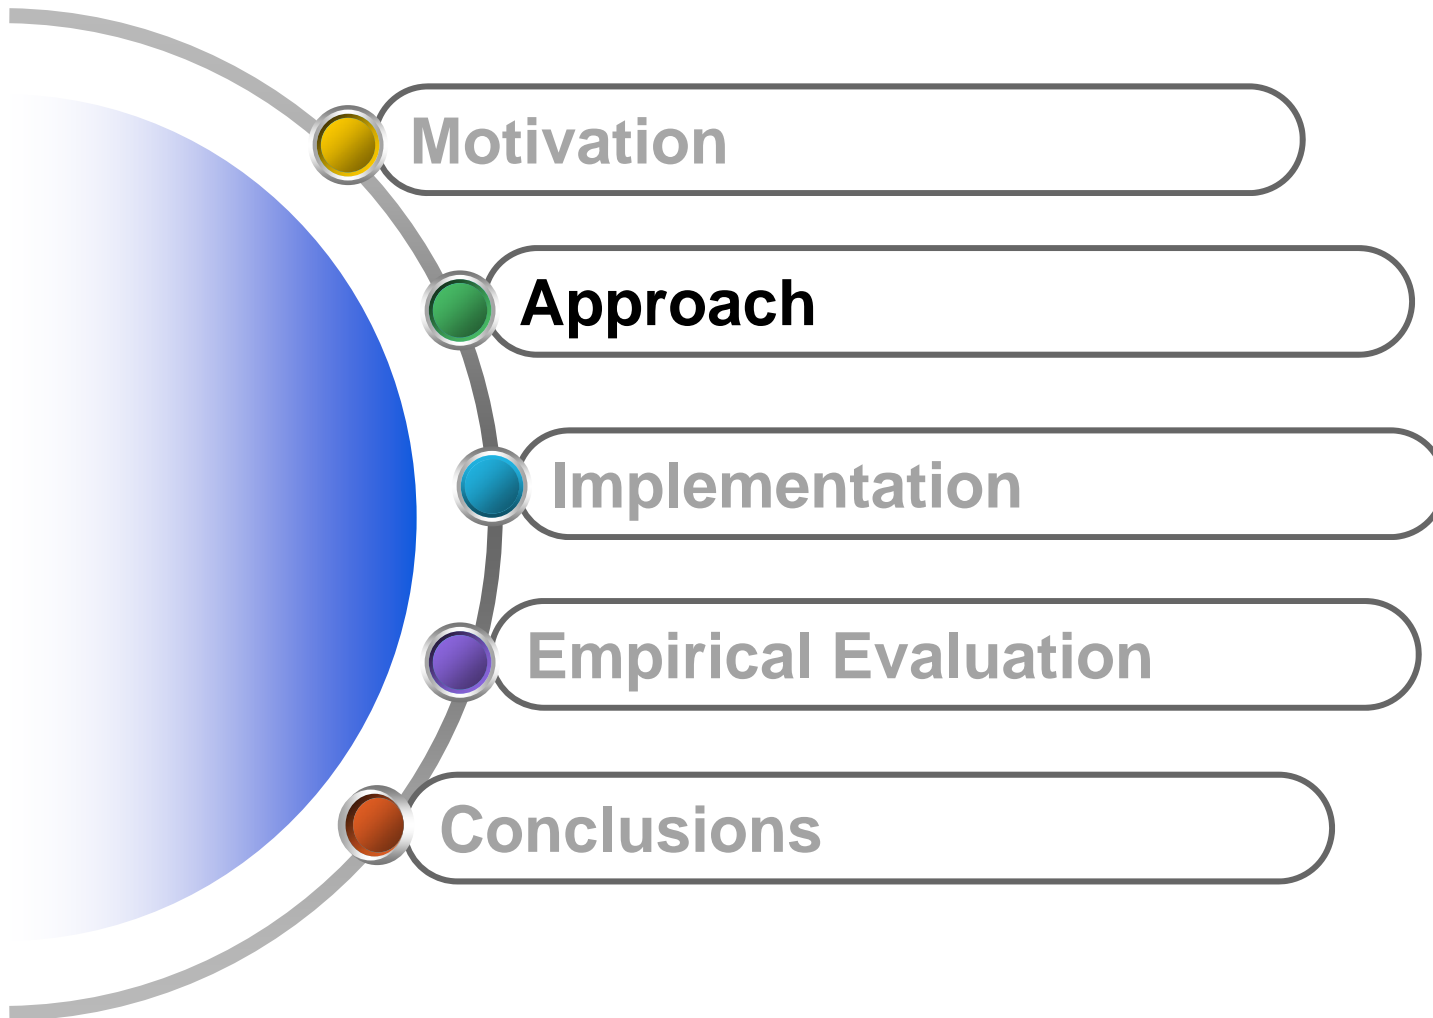 Motivation
Approach
Implementation
Empirical Evaluation
Conclusions